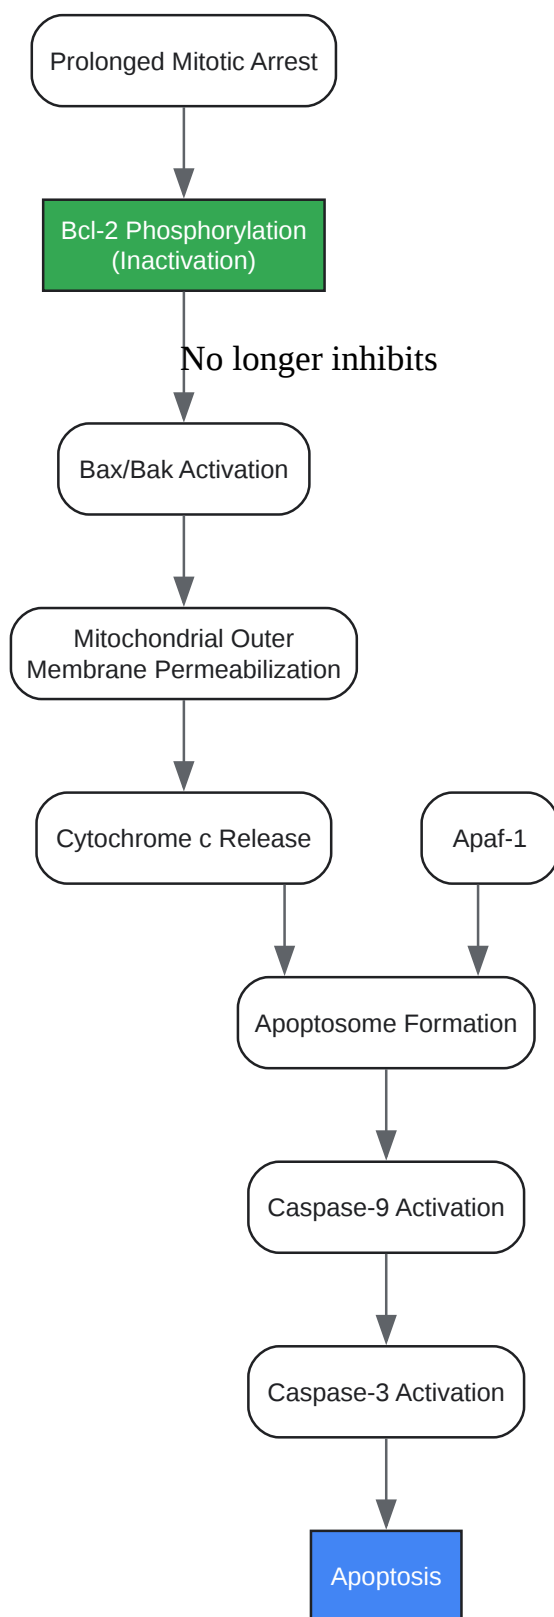 Prolonged Mitotic Arrest
Bcl-2 Phosphorylation
(Inactivation)
No longer inhibits
Bax/Bak Activation
Mitochondrial Outer
Membrane Permeabilization
Cytochrome c Release
Apaf-1
Apoptosome Formation
Caspase-9 Activation
Caspase-3 Activation
Apoptosis